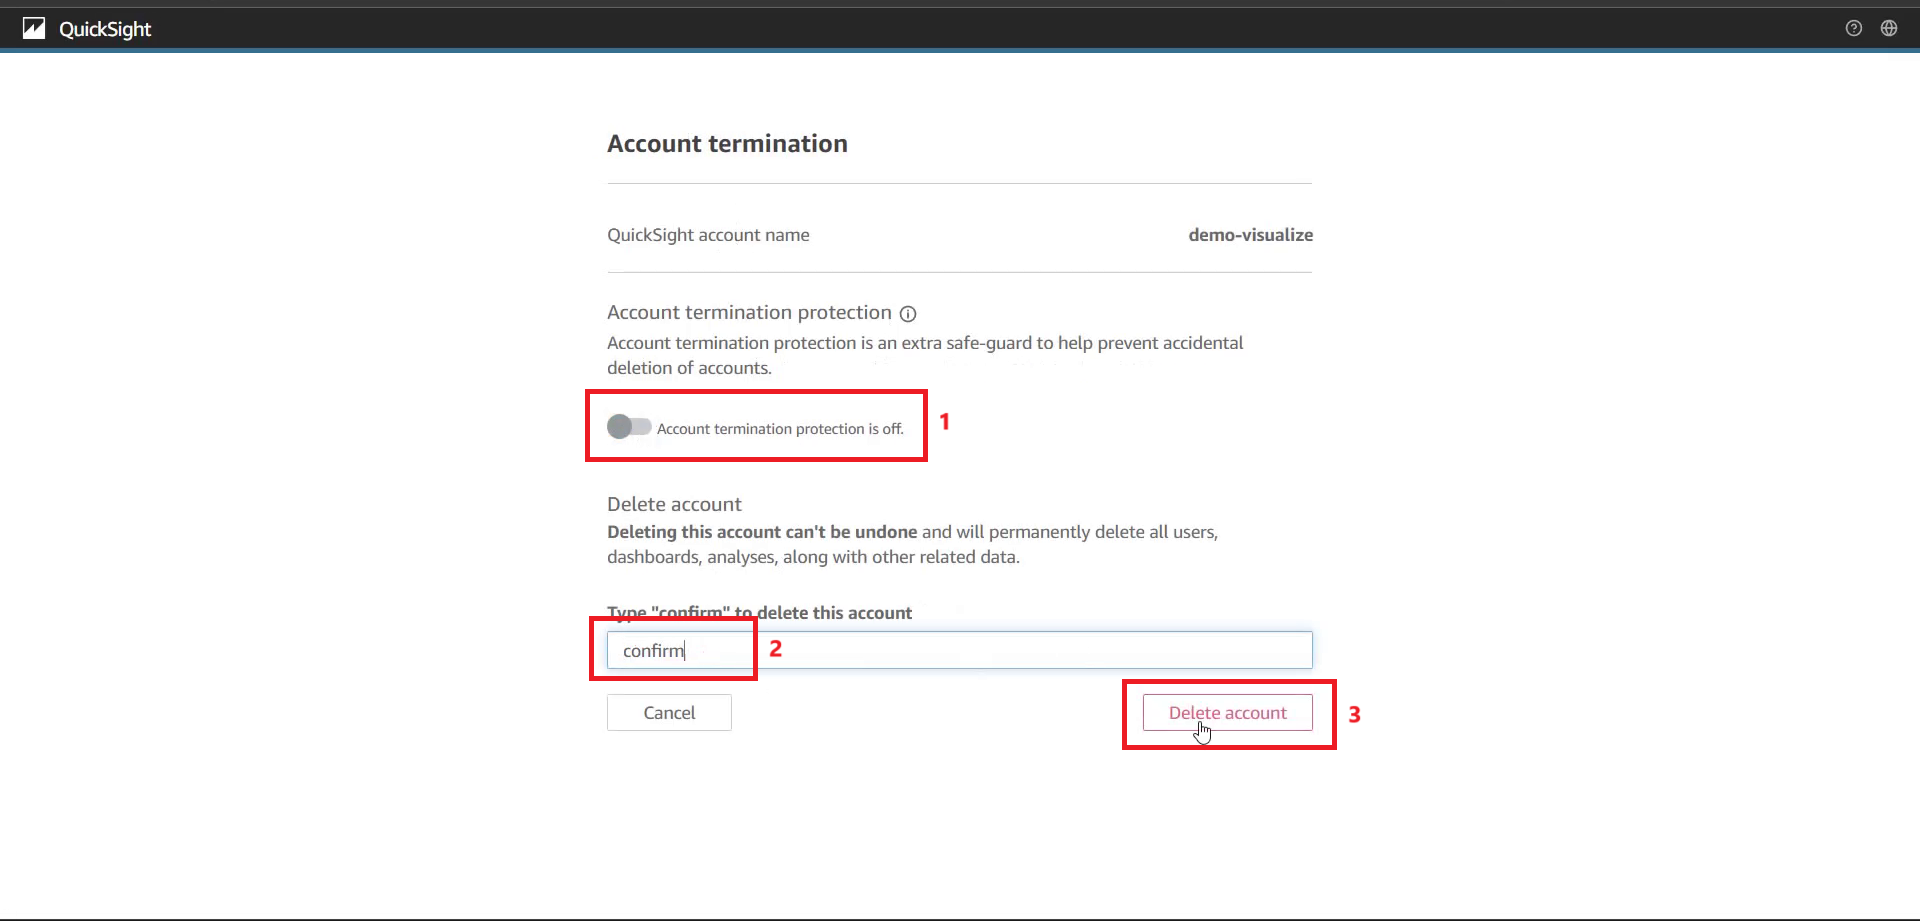 QuickSight
Account termination
QuickSight account name
demo-visualize
Account termination protection
Account termination protection is an extra safe-guard to help prevent accidental
deletion of accounts.
Account termination protection is off.
1
Delete account
Deleting this account can't be undone and will permanently delete all users,
dashboards, analyses, along with other related data.
Type "confirm" to delete this account
confirm
2
Cancel
Delete account
3